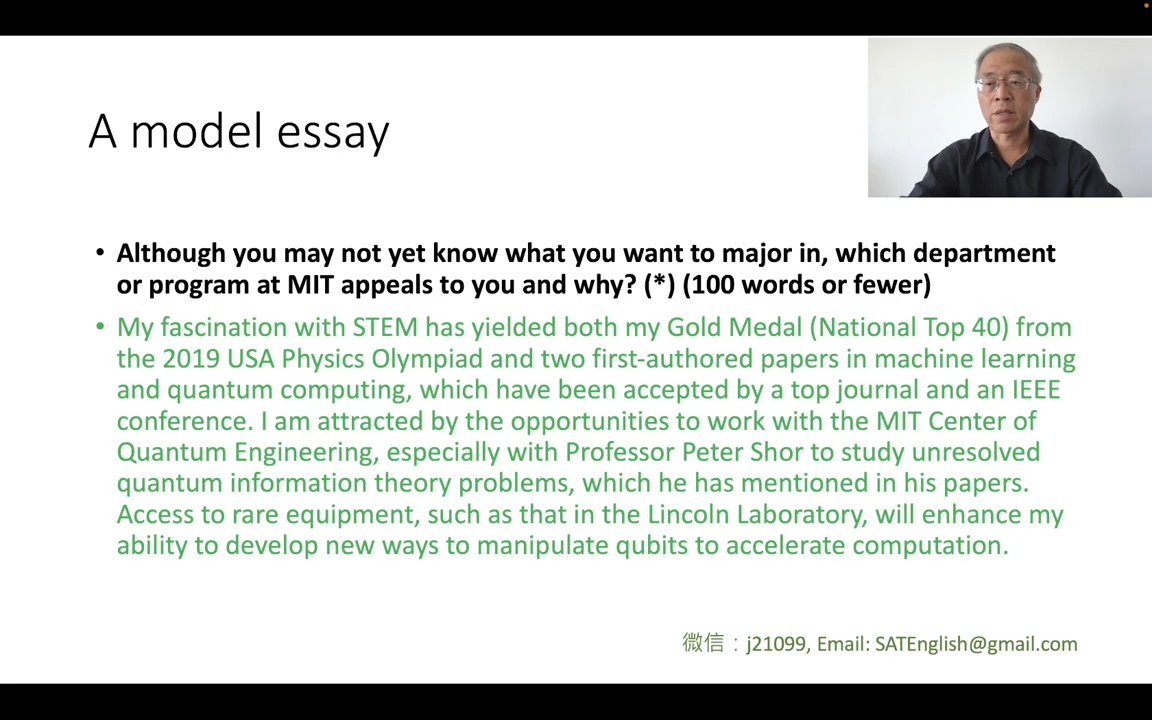 A model essay
• Although you may not yet know what you want to major in, which department
or program at MIT appeals to you and why? (*) (100 words or fewer)
• My fascination with STEM has yielded both my Gold Medal (National Top 40) from
the 2019 USA Physics Olympiad and two first-authored papers in machine learning
and quantum computing, which have been accepted by a top journal and an IEEE
conference. I am attracted by the opportunities to work with the MIT Center of
Quantum Engineering, especially with Professor Peter Shor to study unresolved
quantum information theory problems, which he has mentioned in his papers.
Access to rare equipment, such as that in the Lincoln Laboratory, will enhance my
ability to develop new ways to manipulate qubits to accelerate computation.
微信：j21099, Email: SATEnglish@gmail.com